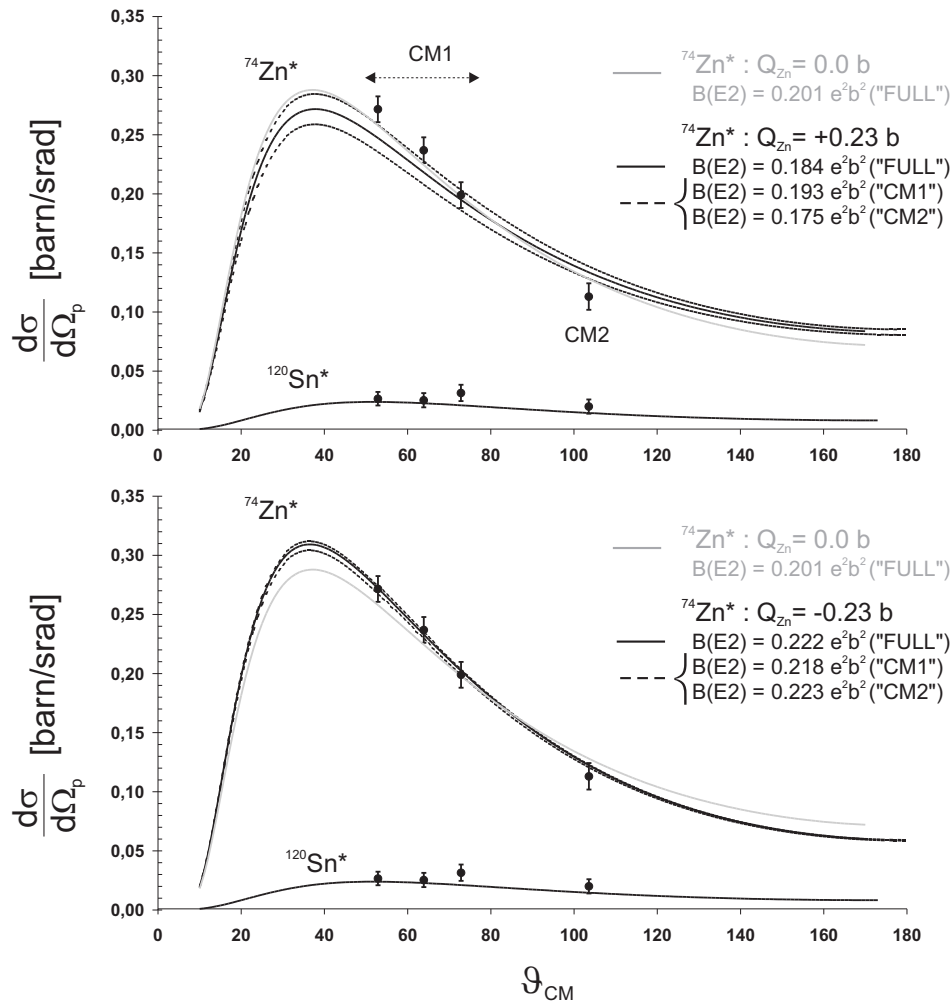 0,35
0,30
0,25
0,20
0,15
0,10
0,05
0,00
dσ
dΩp [barn/srad]
74Zn*
CM1
CM2
120Sn*
74Zn* : QZn= 0.0 b
B(E2) = 0.201 e2b2 ("FULL")
74Zn* : QZn= +0.23 b
B(E2) = 0.184 e2b2 ("FULL")
B(E2) = 0.193 e2b2 ("CM1")
B(E2) = 0.175 e2b2 ("CM2")
0 20 40 60 80 100 120 140 160 180
0,35
0,30
0,25
0,20
0,15
0,10
0,05
0,00
dσ
dΩp [barn/srad]
74Zn*
120Sn*
74Zn* : QZn= 0.0 b
B(E2) = 0.201 e2b2 ("FULL")
74Zn* : QZn= -0.23 b
B(E2) = 0.222 e2b2 ("FULL")
B(E2) = 0.218 e2b2 ("CM1")
B(E2) = 0.223 e2b2 ("CM2")
0 20 40 60 80 100 120 140 160 180
ϑCM